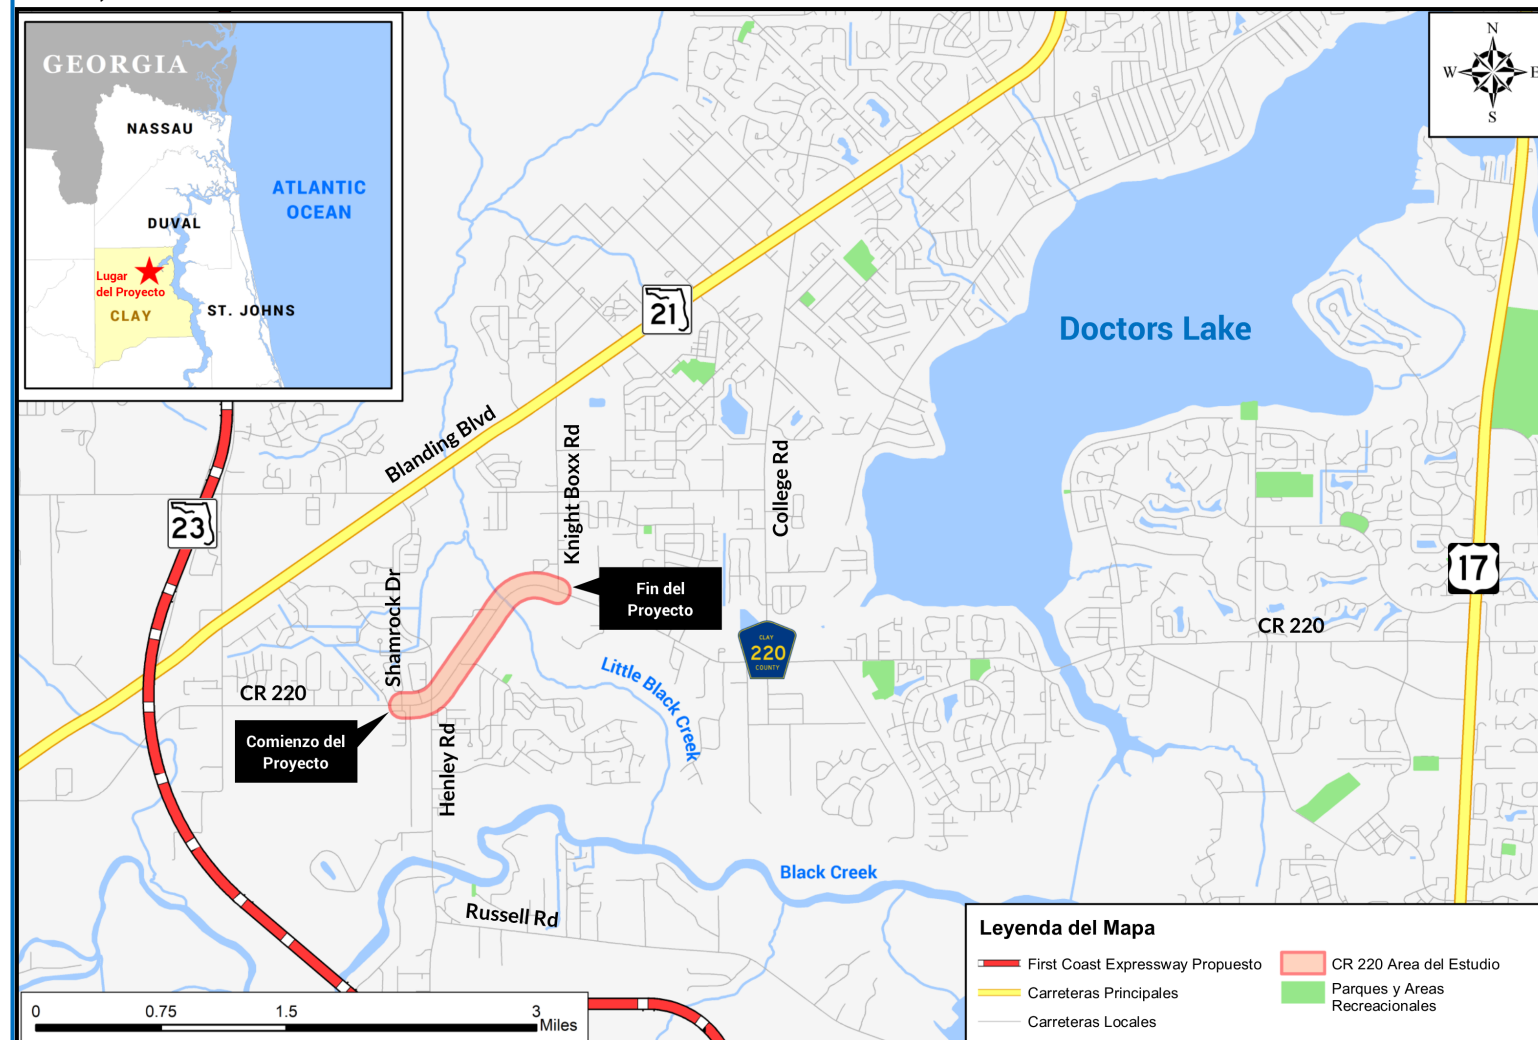 GEORGIA
NASSAU
ATLANTIC
OCEAN
DUVAL
Lugar
del Proyecto
CLAY
ST. JOHNS
N
W
E
S
21
Doctors Lake
Blanding Blvd
Knight Boxx Rd
College Rd
23
17
Shamrock Dr
Fin del
Proyecto
CLAY
220
COUNTY
CR 220
CR 220
Little Black Creek
Comienzo del
Proyecto
Henley Rd
Black Creek
Russell Rd
Leyenda del Mapa
First Coast Expressway Propuesto
Carreteras Principales
Carreteras Locales
CR 220 Area del Estudio
Parques y Areas
Recreacionales
0 0.75 1.5 3
Miles